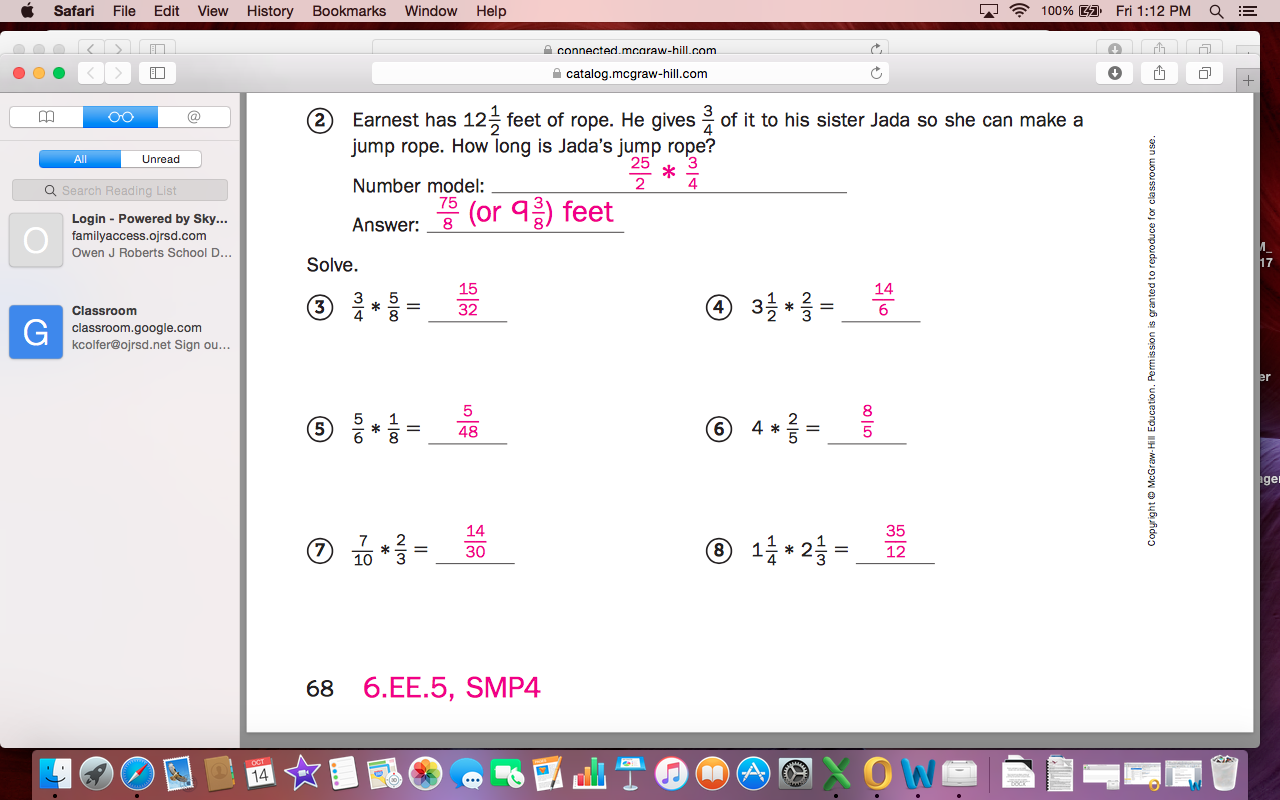 Safari File Edit View History Bookmarks Window Help 100% Fri 1:12 PM
connected.mcgraw-hill.com
catalog.mcgraw-hill.com
@
All Unread
Search Reading List
Login - Powered by Sky...
familyaccess.ojrsd.com
Owen J Roberts School D...
O
Classroom
classroom.google.com
kcolfer@ojrsd.net Sign ou...
G
2 Earnest has 12 1/2 feet of rope. He gives 3/4 of it to his sister Jada so she can make a
jump rope. How long is Jada's jump rope?
Number model: 25/2 * 3/4
Answer: 75/8 (or 9 3/8) feet
Solve.
3 3/4 * 5/8 = 15/32
4 3 1/2 * 2/3 = 14/6
5 5/6 * 1/8 = 5/48
6 4 * 2/5 = 8/5
7 7/10 * 2/3 = 14/30
8 1 1/4 * 2 1/3 = 35/12
68 6.EE.5, SMP4
Copyright © McGraw-Hill Education. Permission is granted to reproduce for classroom use.
17
er
OCT
14